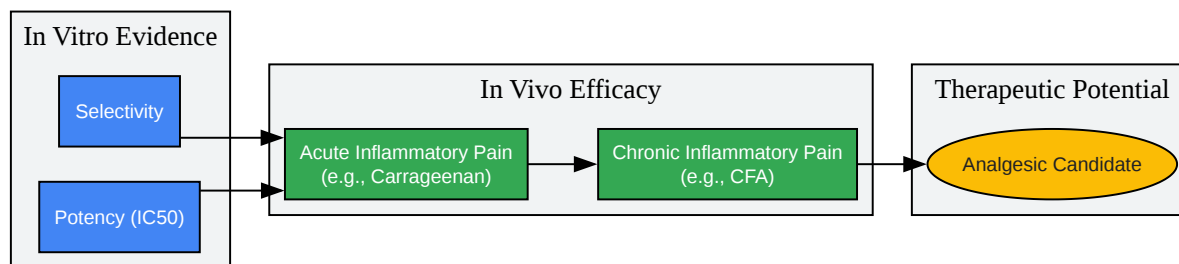 In Vitro Evidence
Selectivity
Potency (IC50)
In Vivo Efficacy
Acute Inflammatory Pain
(e.g., Carrageenan)
Chronic Inflammatory Pain
(e.g., CFA)
Therapeutic Potential
Analgesic Candidate